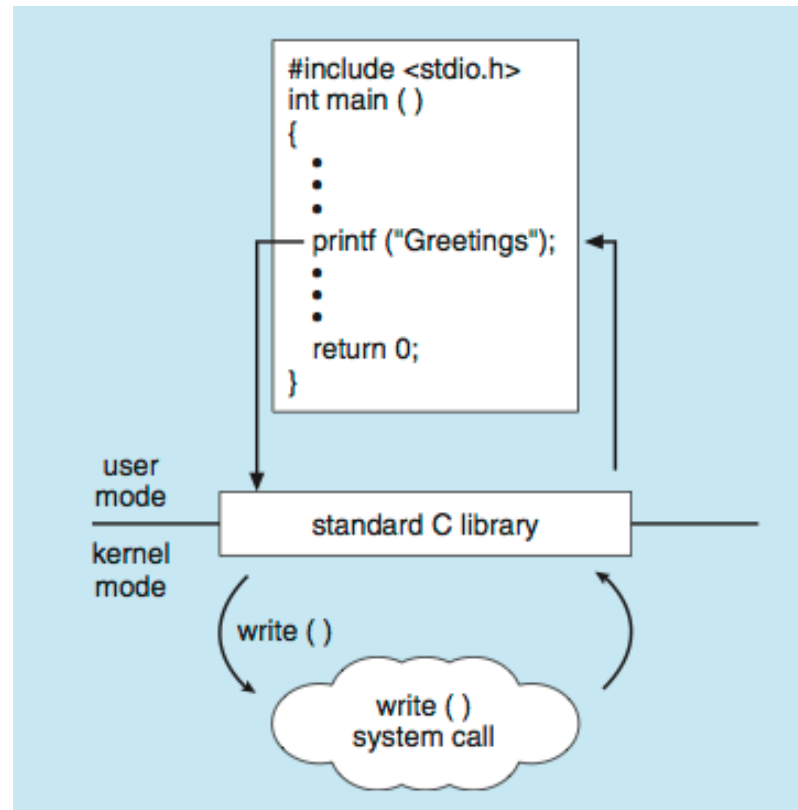 #include <stdio.h>
int main ( )
{
•
•
•
printf ("Greetings");
•
•
•
return 0;
}
user
mode
standard C library
kernel
mode
write ( )
write ( )
system call